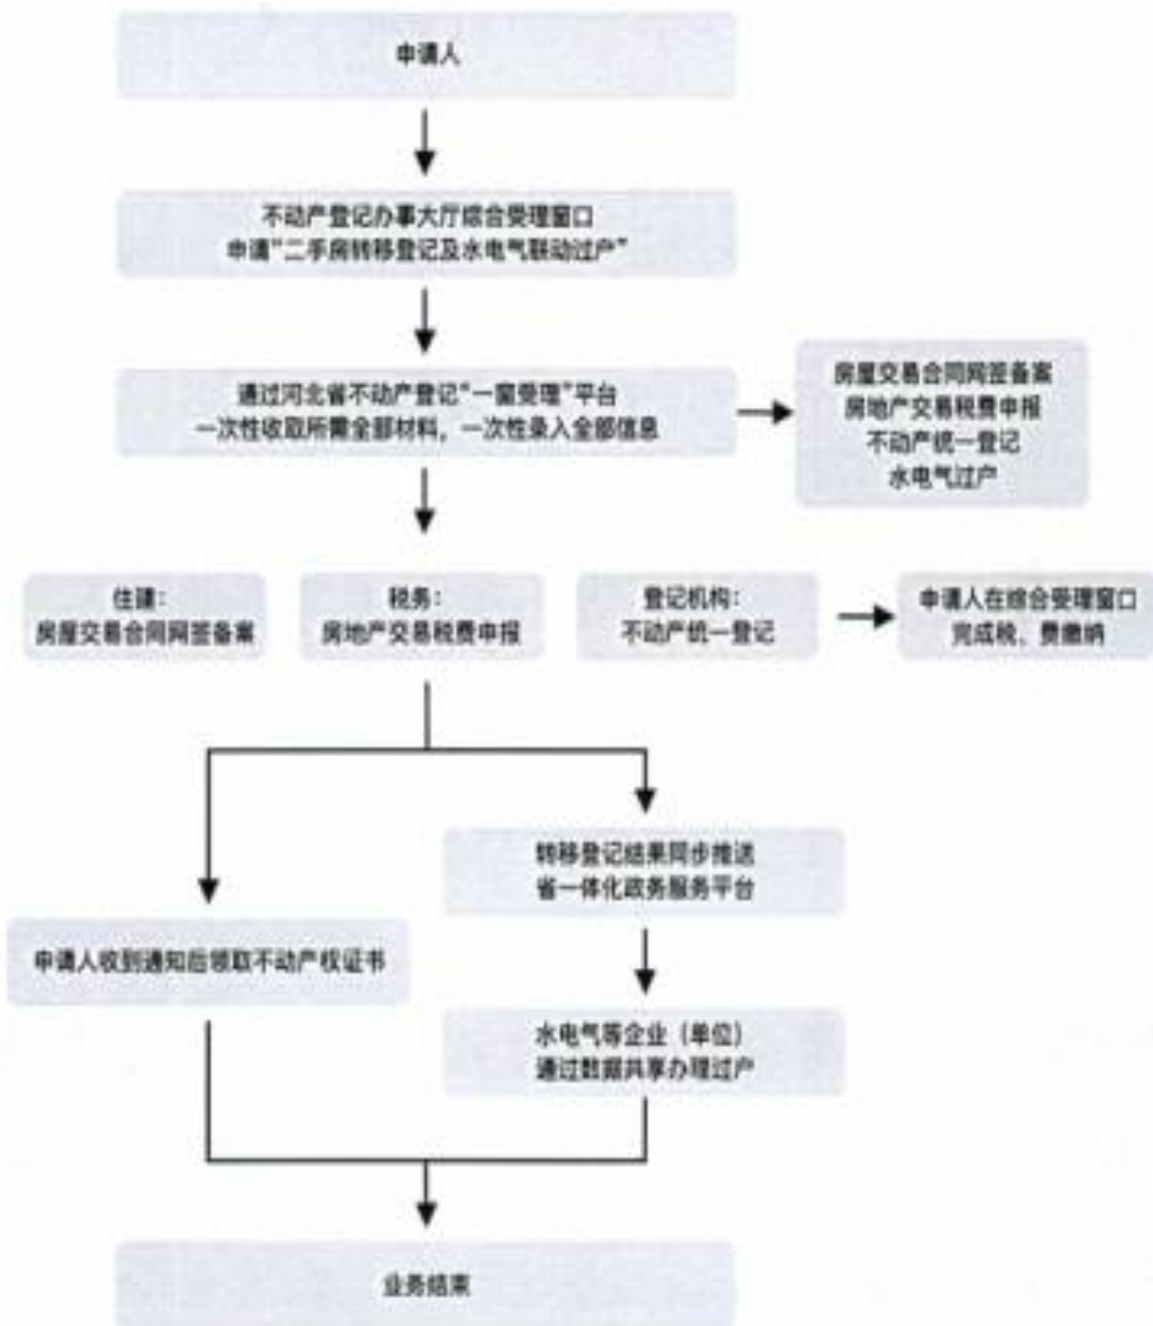 申请人
不动产登记办事大厅综合受理窗口
申请“二手房转移登记及水电气联动过户”
通过河北省不动产登记“一窗受理”平台
一次性收取所需全部材料，一次性录入全部信息
房屋交易合同网签备案
房地产交易税费申报
不动产统一登记
水电气过户
住建：
房屋交易合同网签备案
税务：
房地产交易税费申报
登记机构：
不动产统一登记
申请人在综合受理窗口
完成税、费缴纳
转移登记结果同步推送
省一体化政务服务平台
申请人收到通知后领取不动产权证书
水电气等企业（单位）
通过数据共享办理过户
业务结束